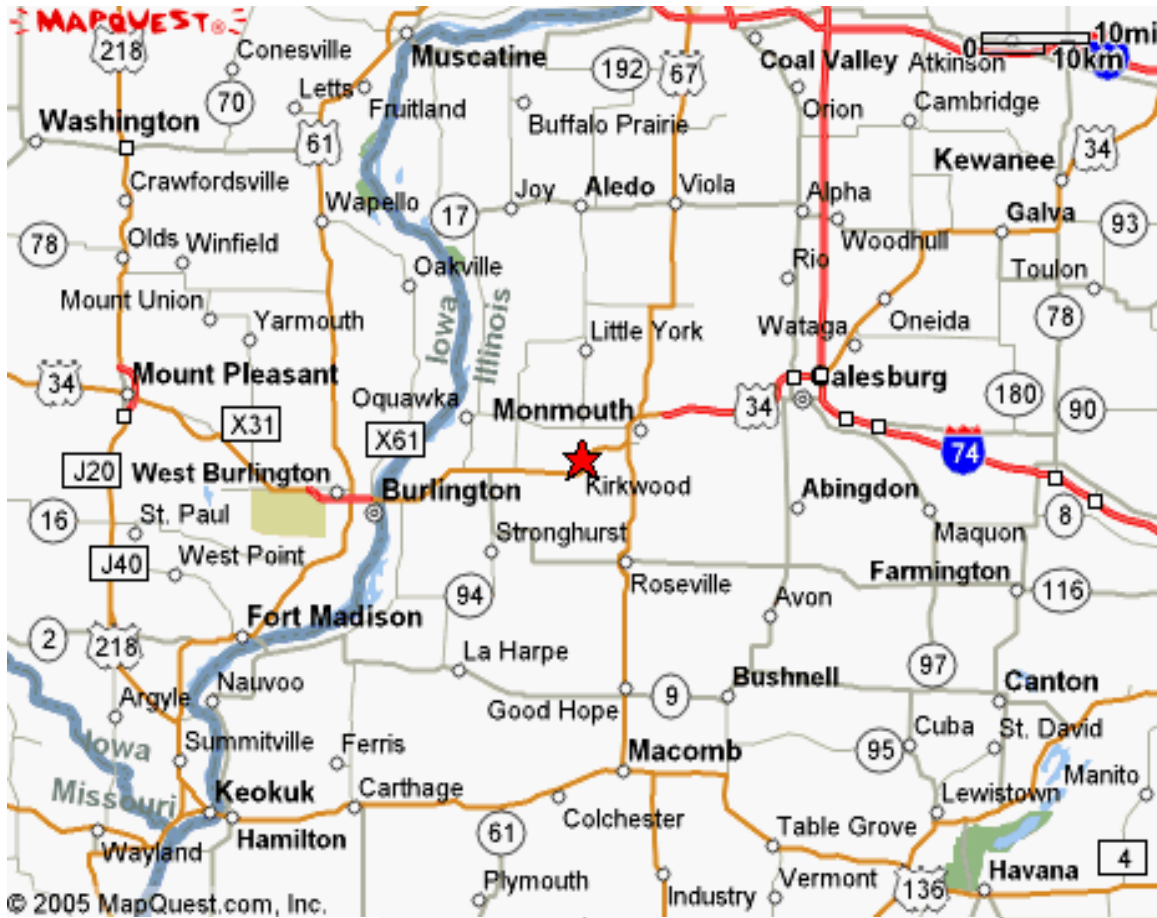 MAPQUEST®
218
Conesville
Muscatine
192
67
Coal Valley
Atkinson
10mi
0
10km
70
Letts
Fruitland
Buffalo Prairie
Orion
Cambridge
Washington
61
Kewanee
34
Crawfordsville
Wapello
17
Joy
Aledo
Viola
Alpha
Galva
93
78
Olds
Winfield
Oakville
Woodhull
Rio
Toulon
Mount Union
Yarmouth
Iowa
Illinois
Little York
Wataga
Oneida
78
34
Mount Pleasant
Oquawka
Monmouth
34
Galesburg
180
90
X31
X61
J20
West Burlington
Burlington
Kirkwood
Abingdon
74
16
St. Paul
Stronghurst
Maquon
8
J40
West Point
94
Roseville
Farmington
116
2
218
Fort Madison
Avon
La Harpe
97
Argyle
Nauvoo
Good Hope
9
Bushnell
Canton
Iowa
Summitville
Ferris
Macomb
95
Cuba
St. David
Missouri
Keokuk
Carthage
Manito
Wayland
Hamilton
61
Colchester
Table Grove
Lewistown
4
Plymouth
Industry
Vermont
136
Havana
© 2005 MapQuest.com, Inc.